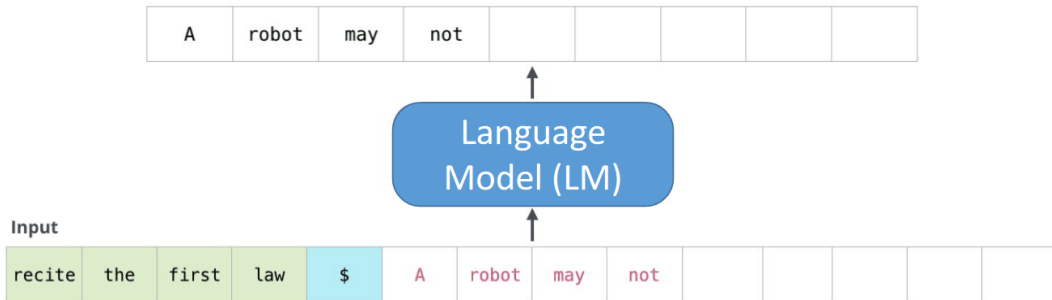 A robot may not
Language
Model (LM)
Input
recite the first law $ A robot may not